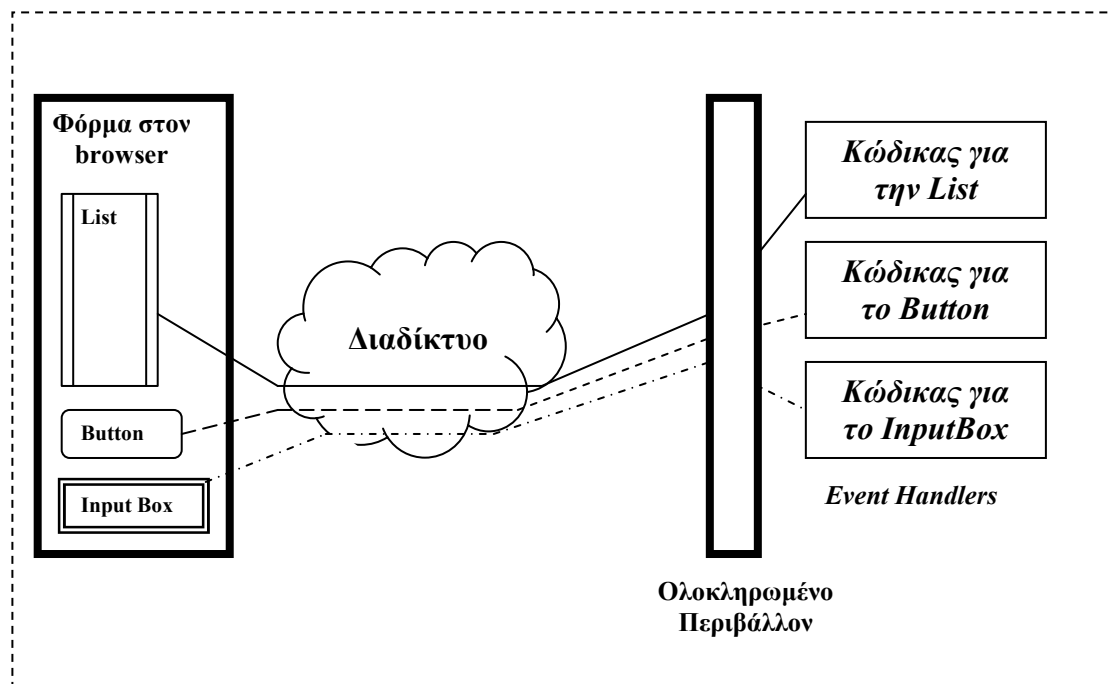 Φόρμα στον
browser
List
Button
Input Box
Διαδίκτυο
Κώδικας για
την List
Κώδικας για
το Button
Κώδικας για
το InputBox
Event Handlers
Ολοκληρωμένο
Περιβάλλον